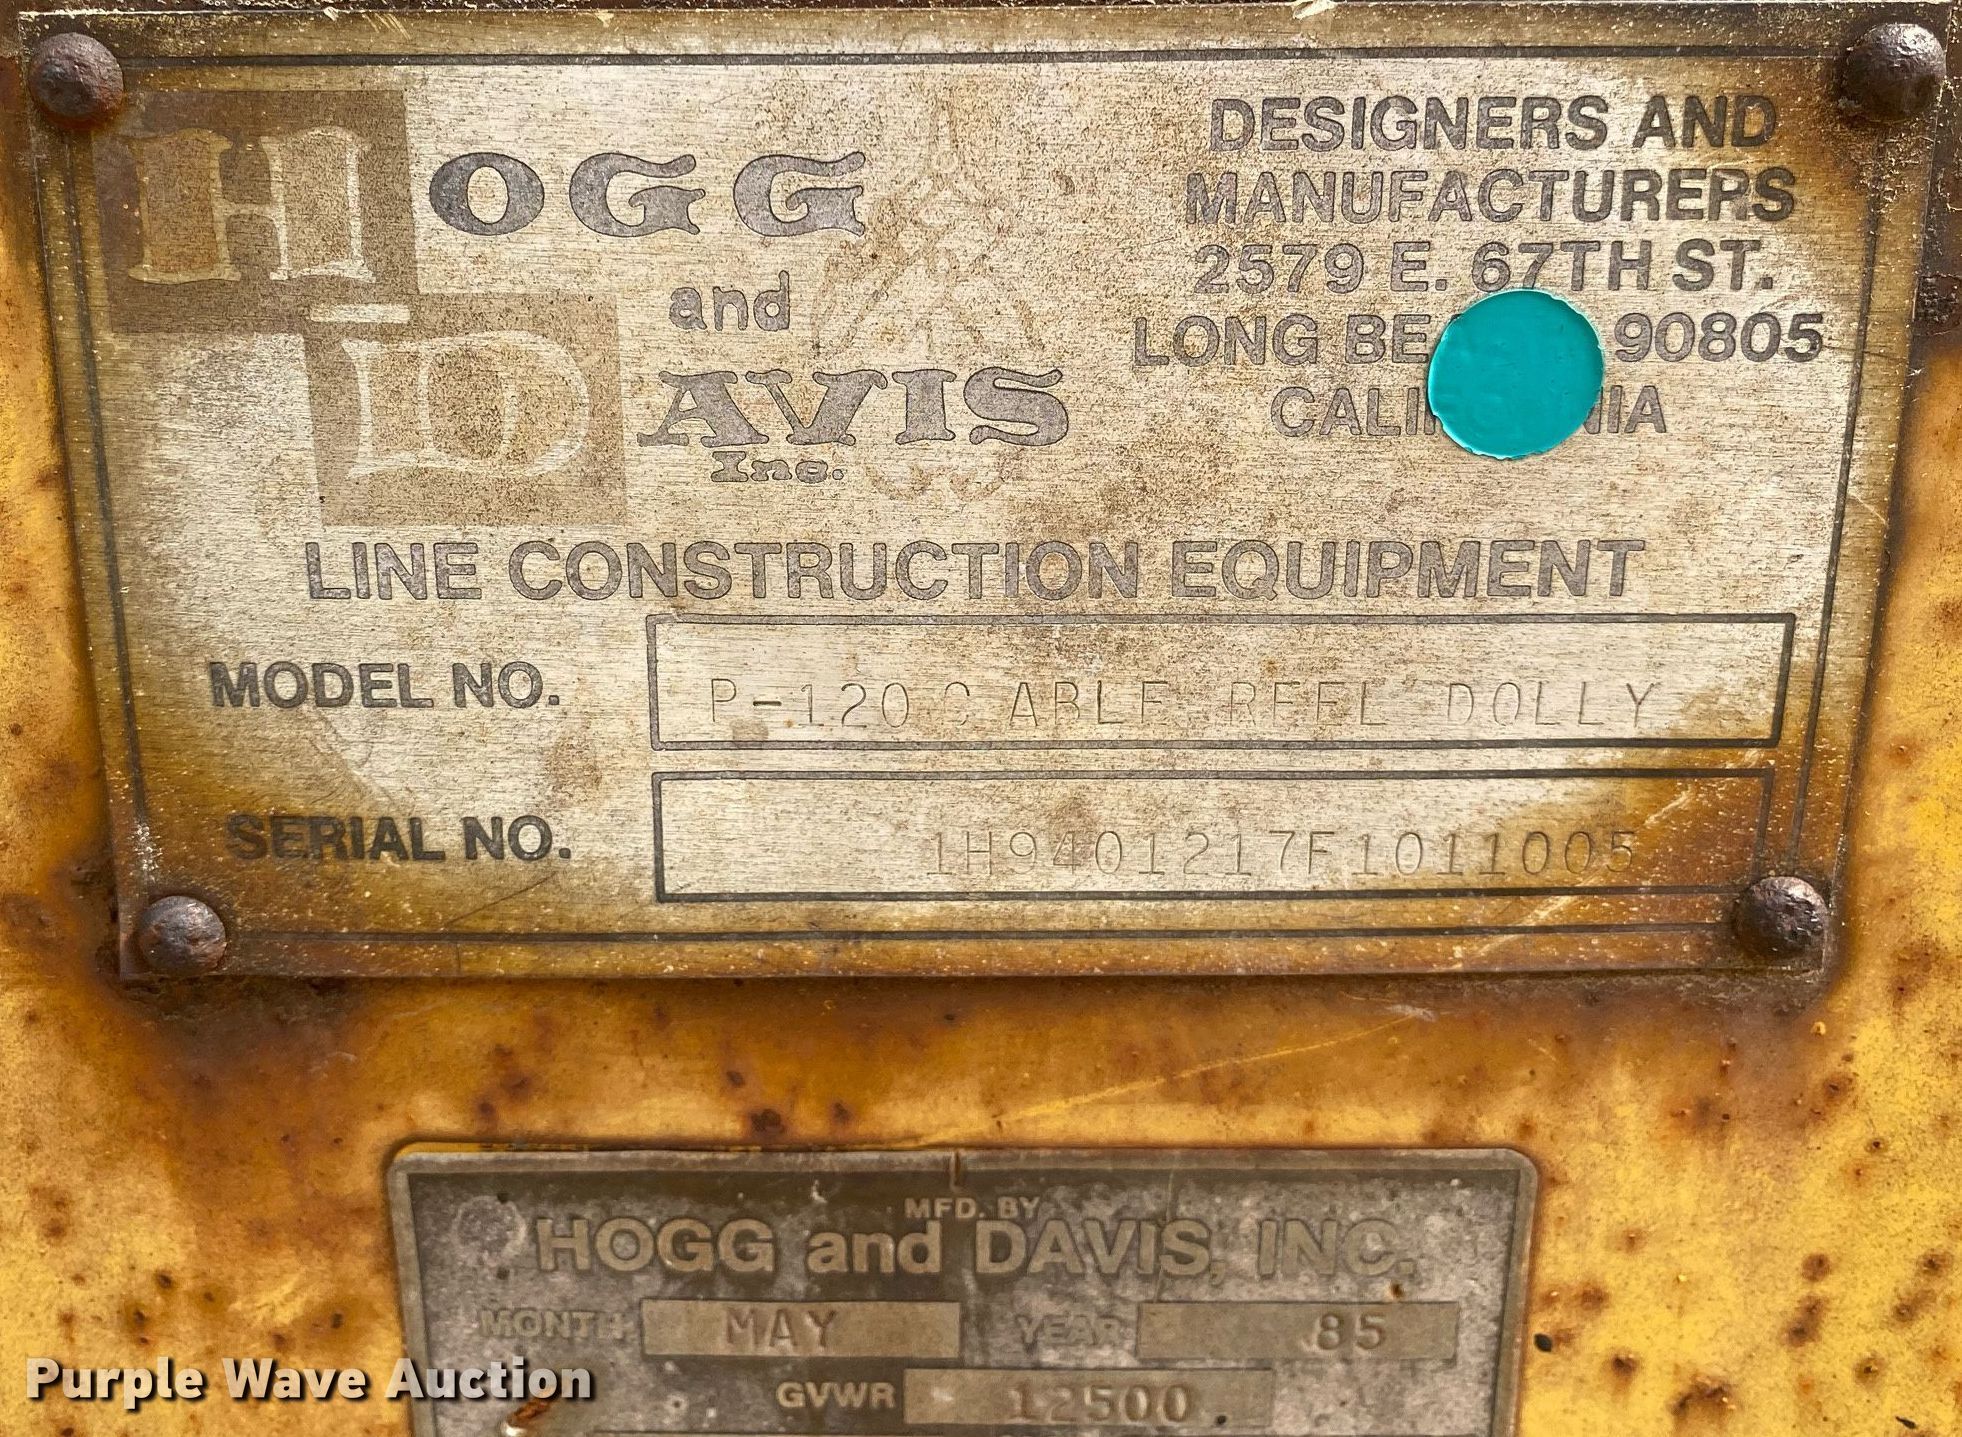 HOGG
and
DAVIS
Inc.
DESIGNERS AND
MANUFACTURERS
2579 E. 67TH ST.
LONG BE 90805
CALI NIA
LINE CONSTRUCTION EQUIPMENT
MODEL NO. P-120 CABLE REEL DOLLY
SERIAL NO. 1H9401217F1011005
MFD. BY
HOGG and DAVIS, INC.
MONTH MAY YEAR 85
GVWR 12500
Purple Wave Auction